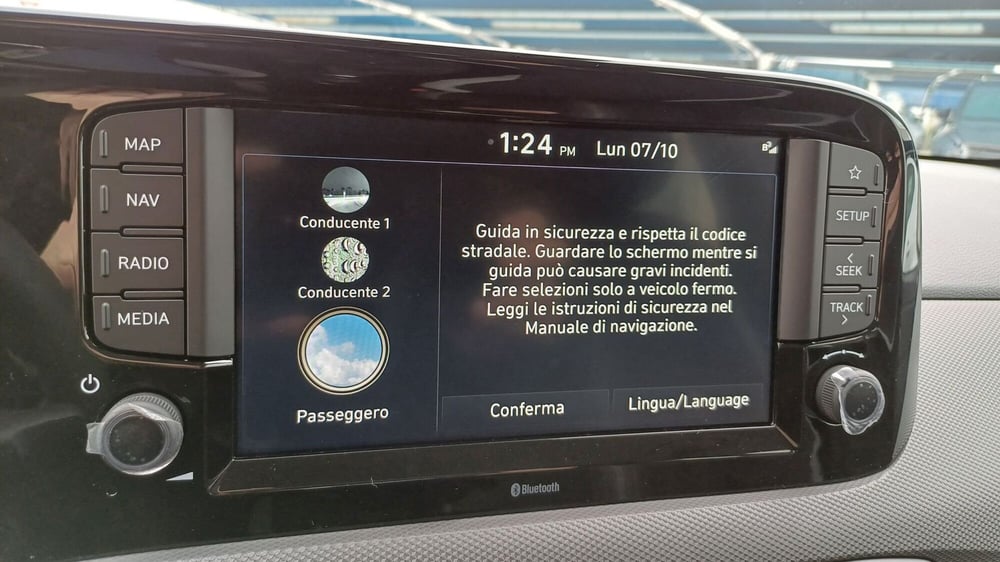 MAP
NAV
RADIO
MEDIA
1:24 PM Lun 07/10
Conducente 1
Conducente 2
Passeggero
Guida in sicurezza e rispetta il codice
stradale. Guardare lo schermo mentre si
guida può causare gravi incidenti.
Fare selezioni solo a veicolo fermo.
Leggi le istruzioni di sicurezza nel
Manuale di navigazione.
Conferma
Lingua/Language
SETUP
<
SEEK
TRACK
>
Bluetooth